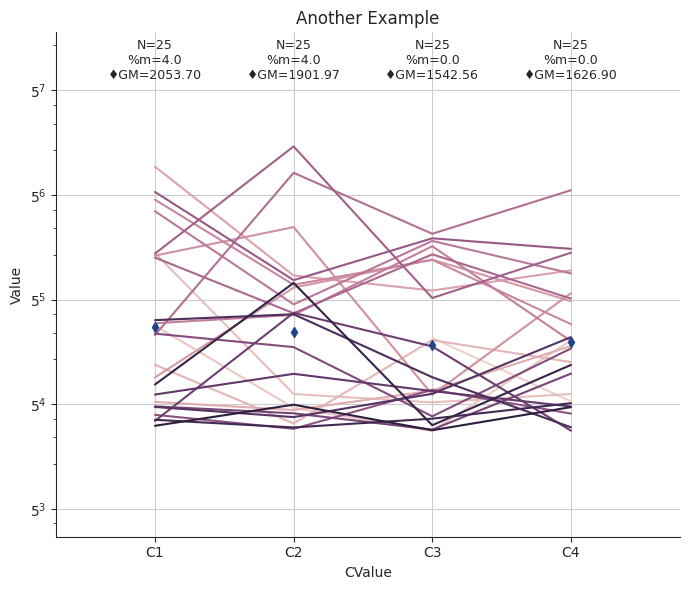 Another Example
N=25 N=25 N=25 N=25
%m=4.0 %m=4.0 %m=0.0 %m=0.0
♦GM=2053.70 ♦GM=1901.97 ♦GM=1542.56 ♦GM=1626.90
5⁷
5⁶
5⁵
5⁴
5³
Value
C1 C2 C3 C4
CValue